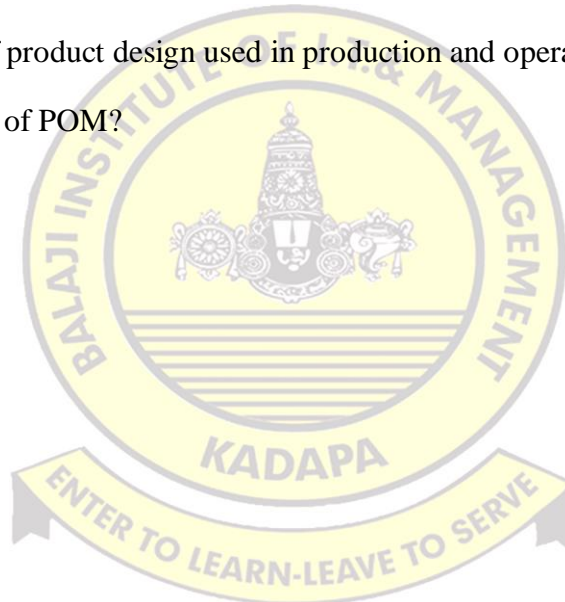 product design used in production and opera
of POM?
BALAJI INSTITUTE OF I.T.& MANAGEMENT
KADAPA
ENTER TO LEARN-LEAVE TO SERVE